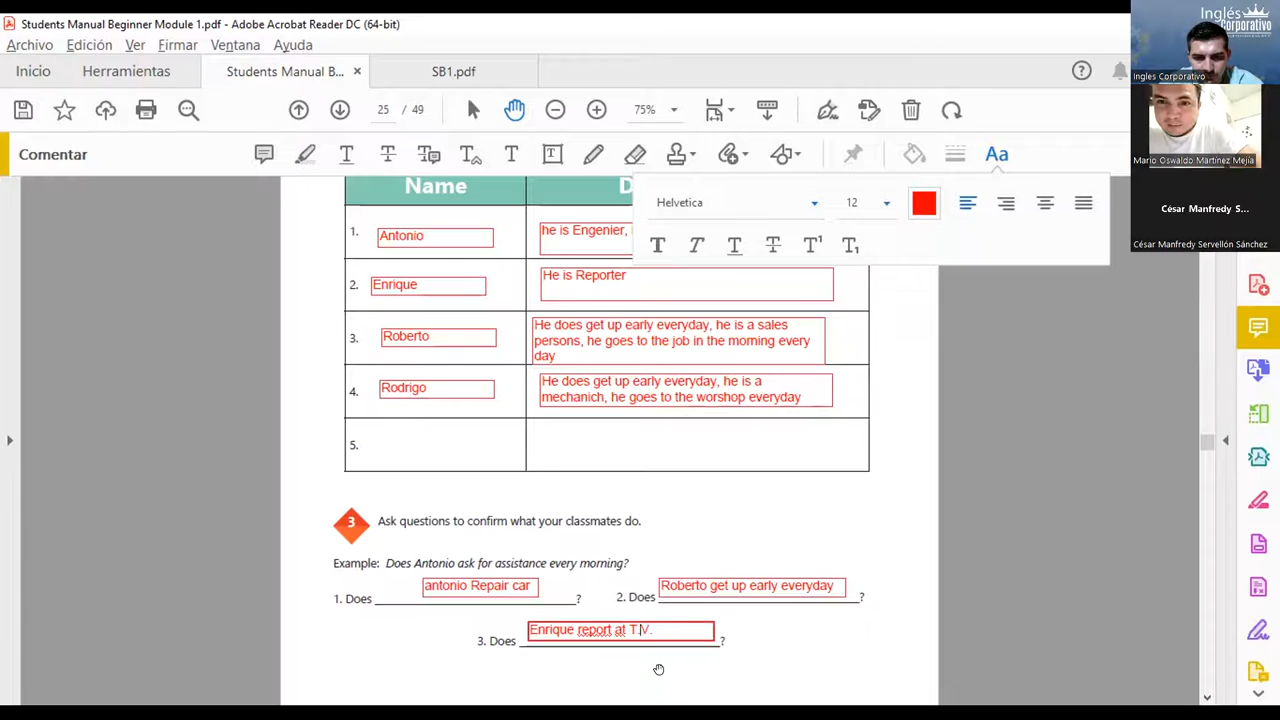 Students Manual Beginner Module 1.pdf - Adobe Acrobat Reader DC (64-bit)
Archivo Edición Ver Firmar Ventana Ayuda
Inicio Herramientas Students Manual B... × SB1.pdf
25 / 49 75%
Comentar
Aa
Helvetica 12
T T T T T¹ T₁
Name D
1. Antonio he is Engenier,
2. Enrique He is Reporter
3. Roberto He does get up early everyday, he is a sales
persons, he goes to the job in the morning every
day
4. Rodrigo He does get up early everyday, he is a
mechanich, he goes to the worshop everyday
5.
3 Ask questions to confirm what your classmates do.
Example: Does Antonio ask for assistance every morning?
1. Does antonio Repair car ? 2. Does Roberto get up early everyday ?
3. Does Enrique report at T.V. ?
Inglés
Corporativo
Ingles Corporativo
Mario Oswaldo Martínez Mejía
César Manfredy S...
César Manfredy Servellón Sánchez